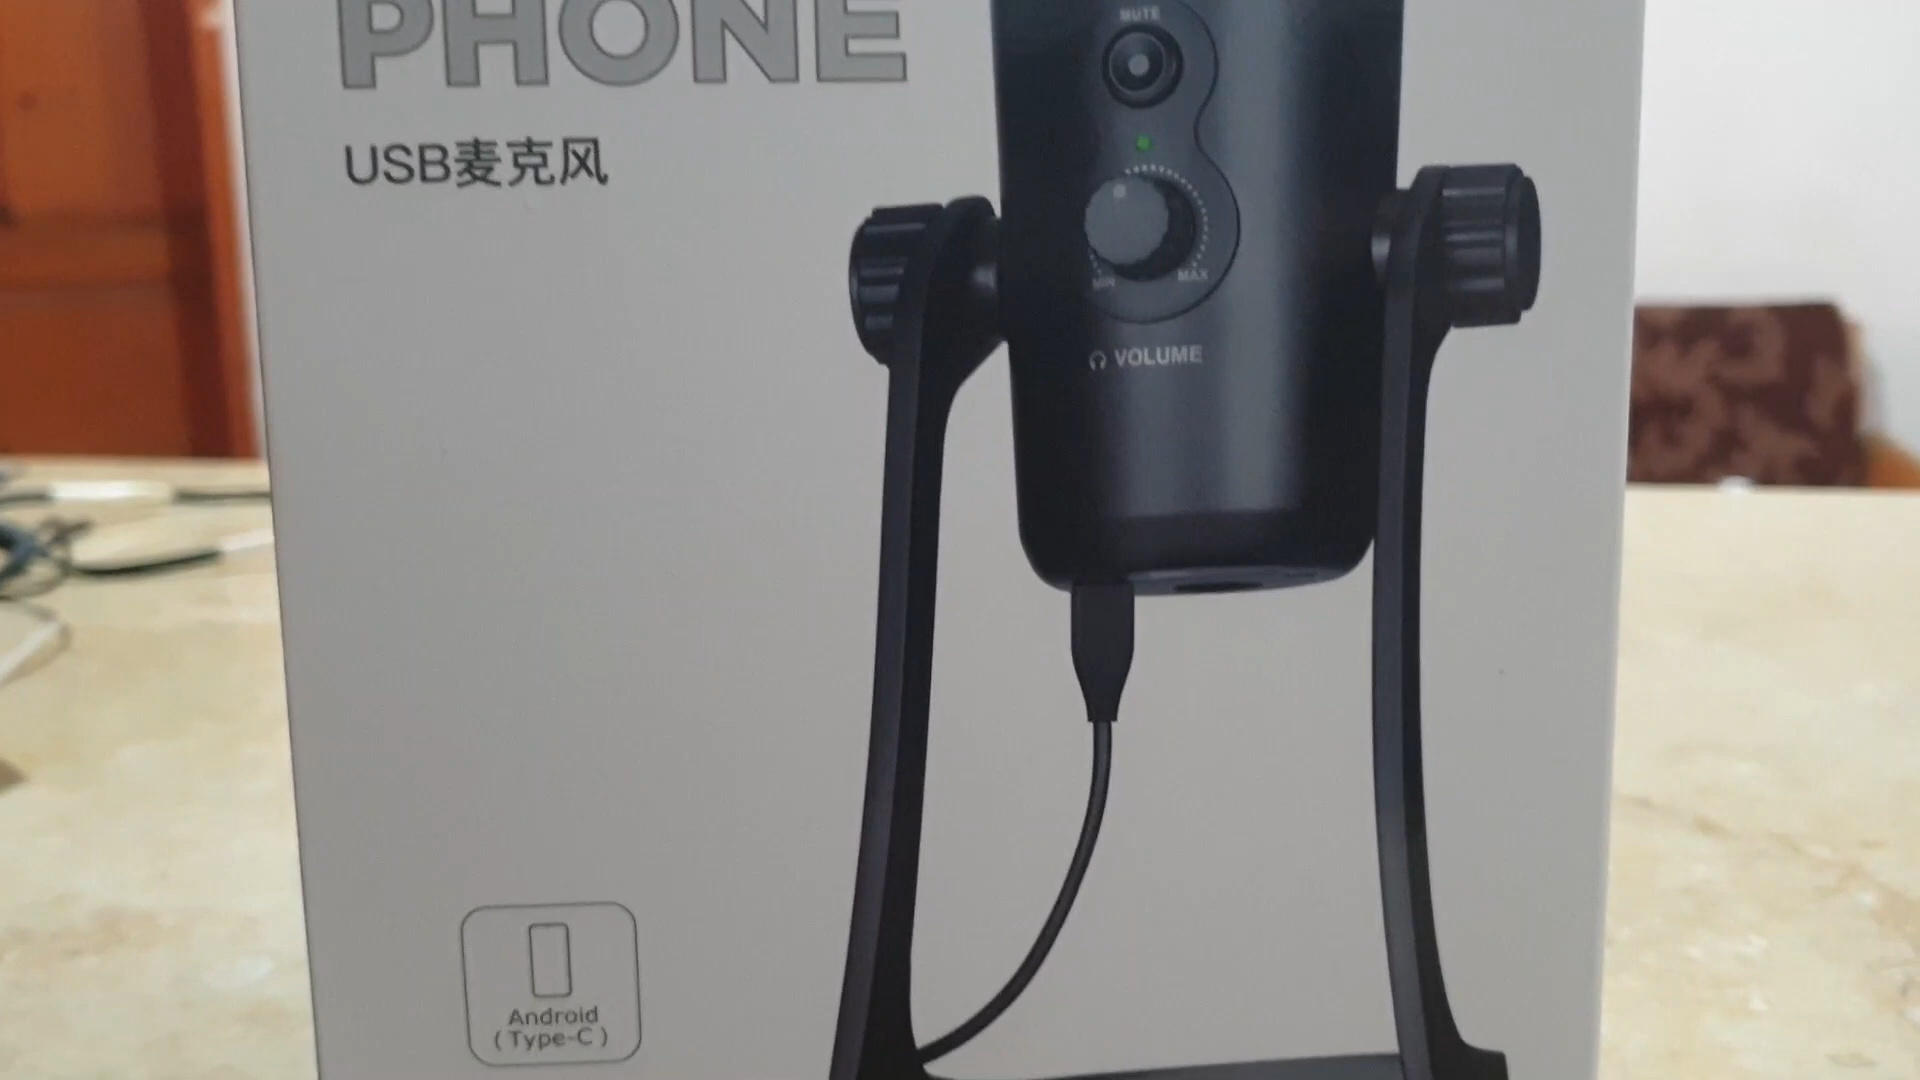 PHONE
USB麦克风
MUTE
MIN
MAX
VOLUME
Android
(Type-C)